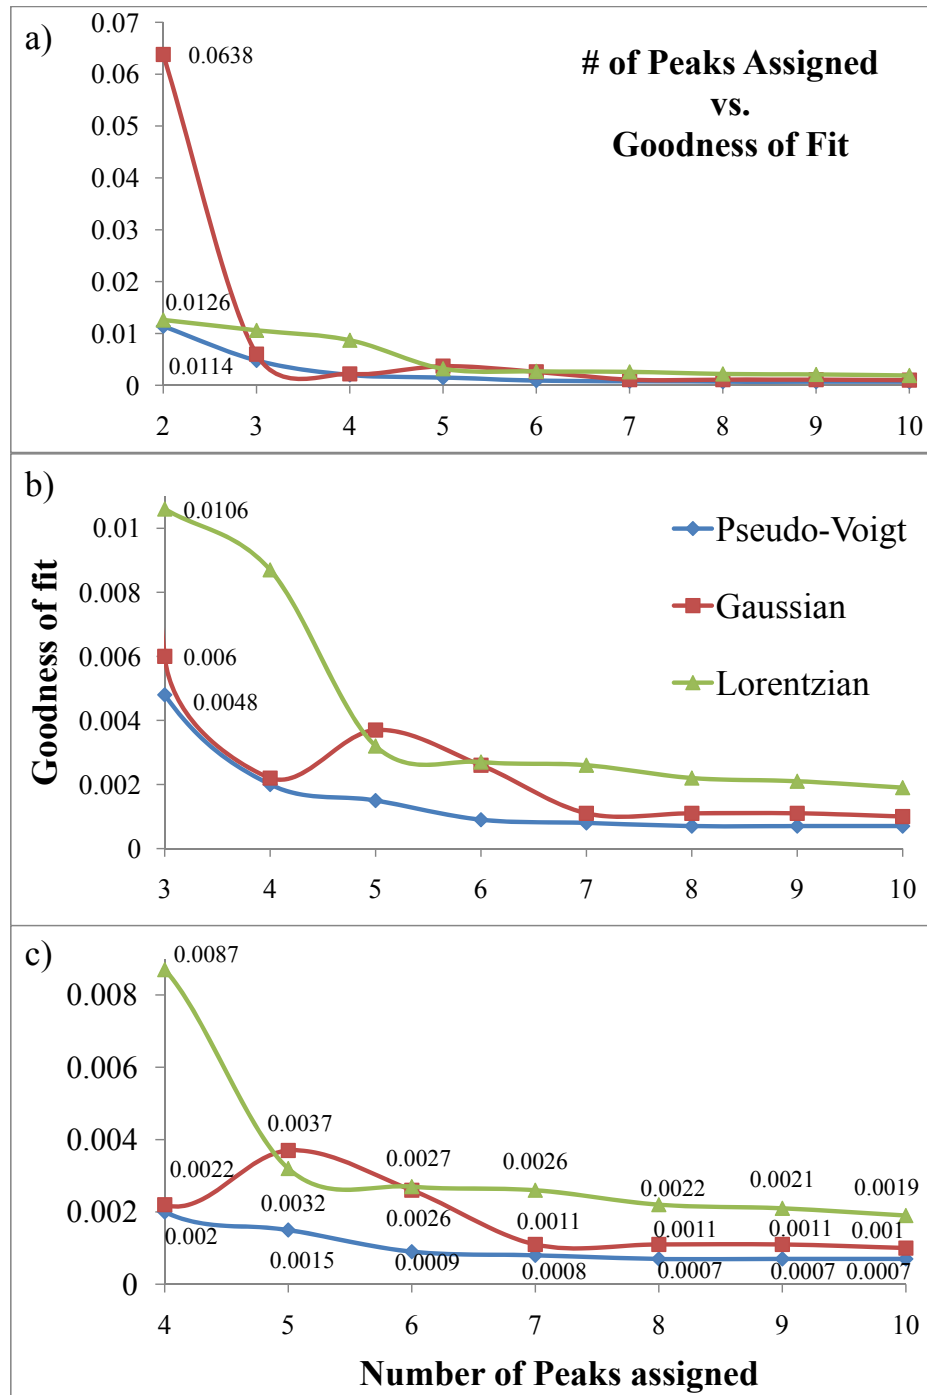 a)
# of Peaks Assigned
vs.
Goodness of Fit
0.07
0.06
0.05
0.04
0.03
0.02
0.01
0
0.0638
0.0126
0.0114
2 3 4 5 6 7 8 9 10
b)
Goodness of fit
0.01
0.008
0.006
0.004
0.002
0
0.0106
0.006
0.0048
Pseudo-Voigt
Gaussian
Lorentzian
3 4 5 6 7 8 9 10
c)
0.008
0.006
0.004
0.002
0
0.0087
0.0037
0.0022 0.0027 0.0026 0.0022 0.0021 0.0019
0.0032 0.0026 0.0011 0.0011 0.0011 0.001
0.002 0.0015 0.0009 0.0008 0.0007 0.0007 0.0007
4 5 6 7 8 9 10
Number of Peaks assigned